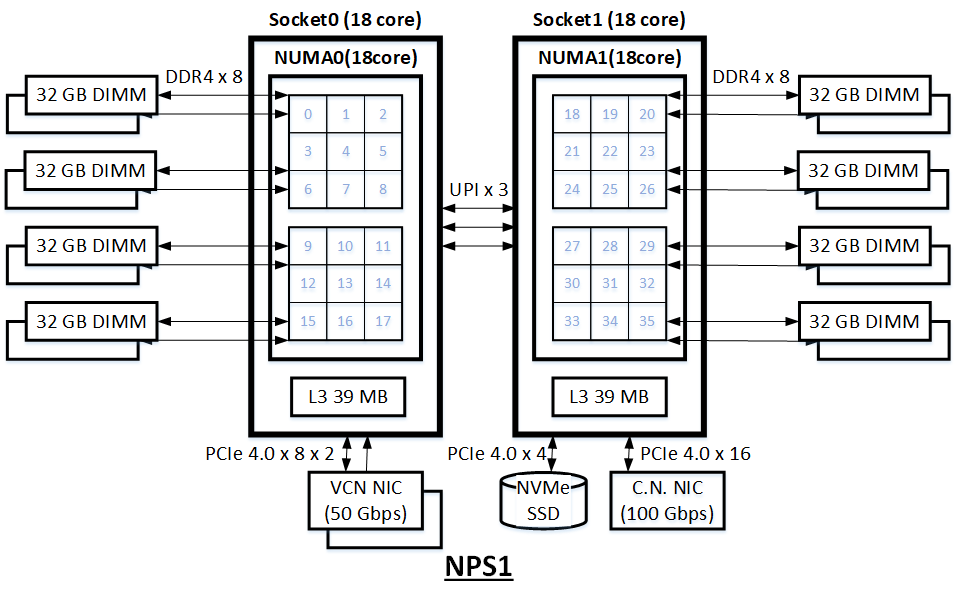 Socket0 (18 core)
Socket1 (18 core)
NUMA0(18core)
NUMA1(18core)
DDR4 x 8
DDR4 x 8
32 GB DIMM
0 1 2
18 19 20
32 GB DIMM
3 4 5
21 22 23
32 GB DIMM
6 7 8
UPI x 3
24 25 26
32 GB DIMM
32 GB DIMM
9 10 11
27 28 29
32 GB DIMM
12 13 14
30 31 32
32 GB DIMM
15 16 17
33 34 35
32 GB DIMM
L3 39 MB
L3 39 MB
PCIe 4.0 x 8 x 2
PCIe 4.0 x 4
PCIe 4.0 x 16
VCN NIC
(50 Gbps)
NVMe
SSD
C.N. NIC
(100 Gbps)
NPS1